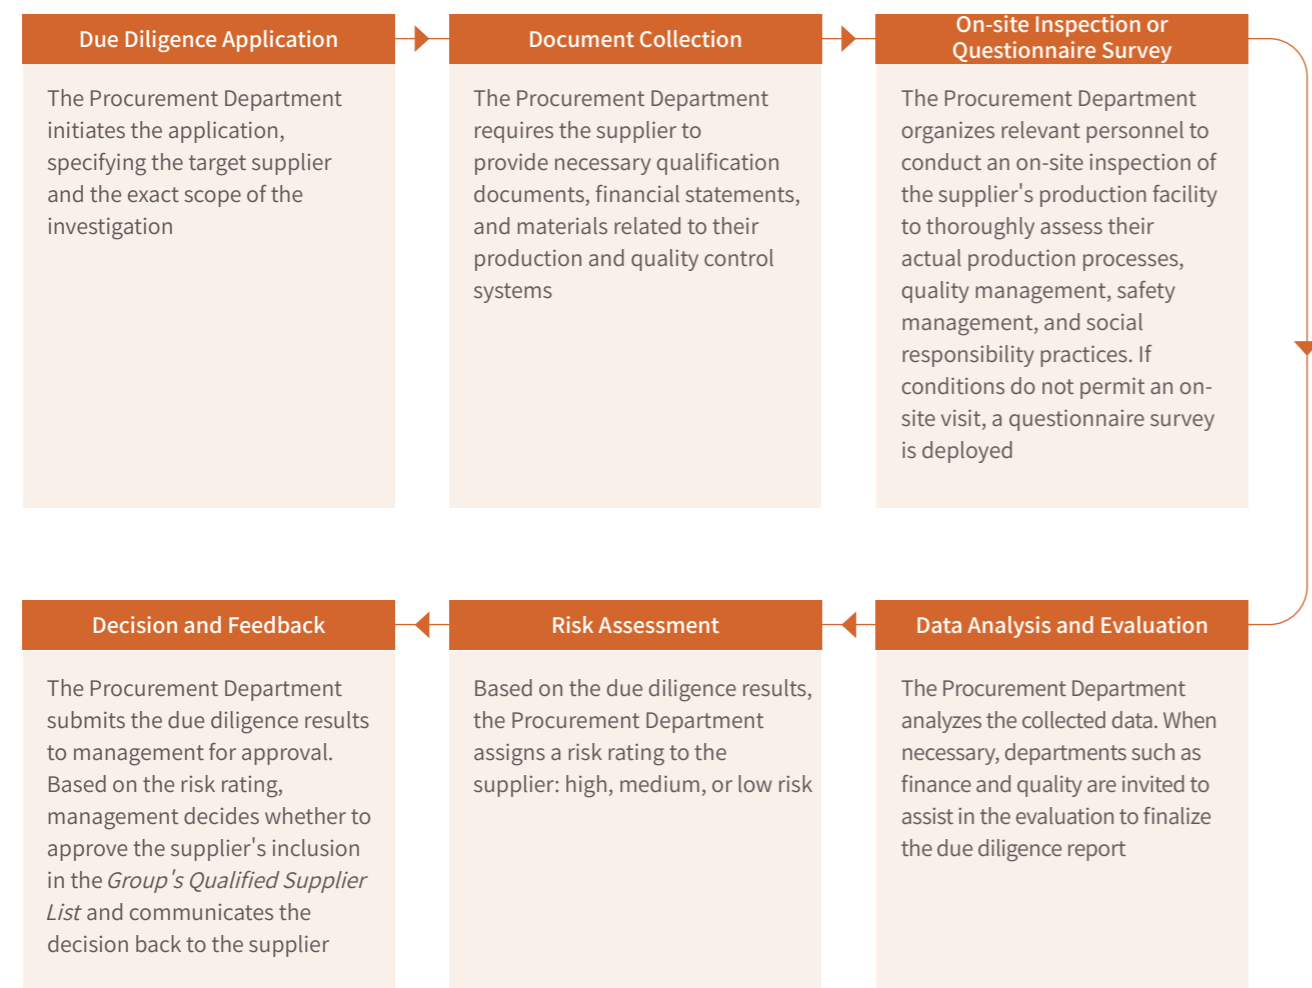 Due Diligence Application
The Procurement Department
initiates the application,
specifying the target supplier
and the exact scope of the
investigation
Document Collection
The Procurement Department
requires the supplier to
provide necessary qualification
documents, financial statements,
and materials related to their
production and quality control
systems
On-site Inspection or
Questionnaire Survey
The Procurement Department
organizes relevant personnel to
conduct an on-site inspection of
the supplier's production facility
to thoroughly assess their
actual production processes,
quality management, safety
management, and social
responsibility practices. If
conditions do not permit an on-
site visit, a questionnaire survey
is deployed
Data Analysis and Evaluation
The Procurement Department
analyzes the collected data. When
necessary, departments such as
finance and quality are invited to
assist in the evaluation to finalize
the due diligence report
Risk Assessment
Based on the due diligence results,
the Procurement Department
assigns a risk rating to the
supplier: high, medium, or low risk
Decision and Feedback
The Procurement Department
submits the due diligence results
to management for approval.
Based on the risk rating,
management decides whether to
approve the supplier's inclusion
in the Group's Qualified Supplier
List and communicates the
decision back to the supplier